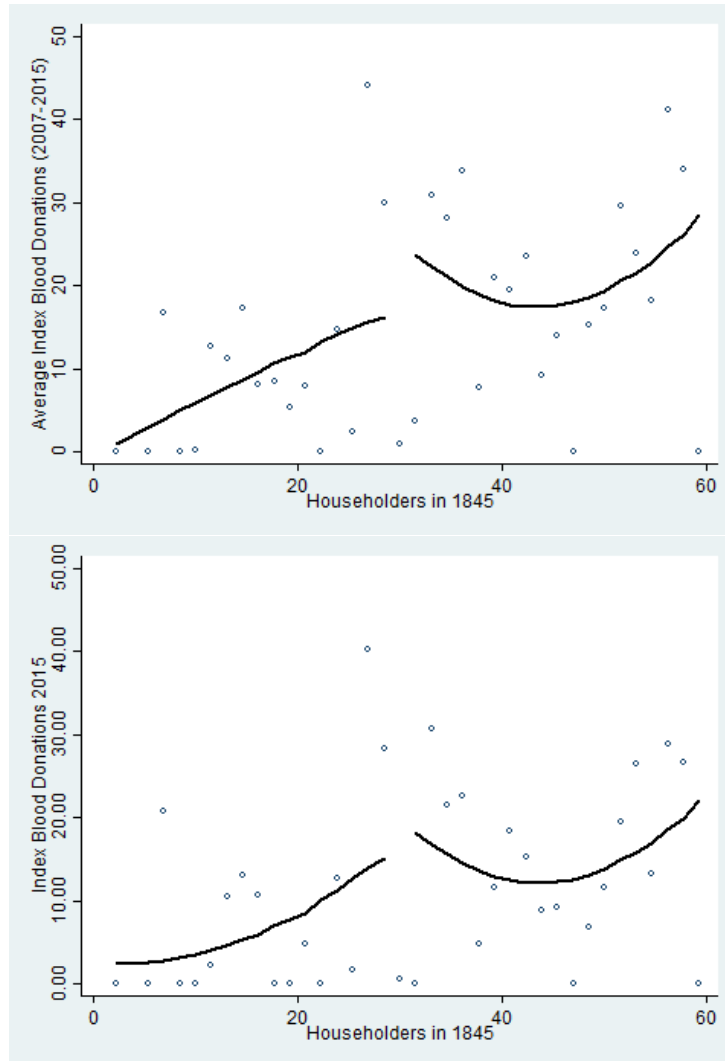 Average Index Blood Donations (2007-2015)
50
40
30
20
10
0
0 20 40 60
Householders in 1845
Index Blood Donations 2015
50.00
40.00
30.00
20.00
10.00
0.00
0 20 40 60
Householders in 1845